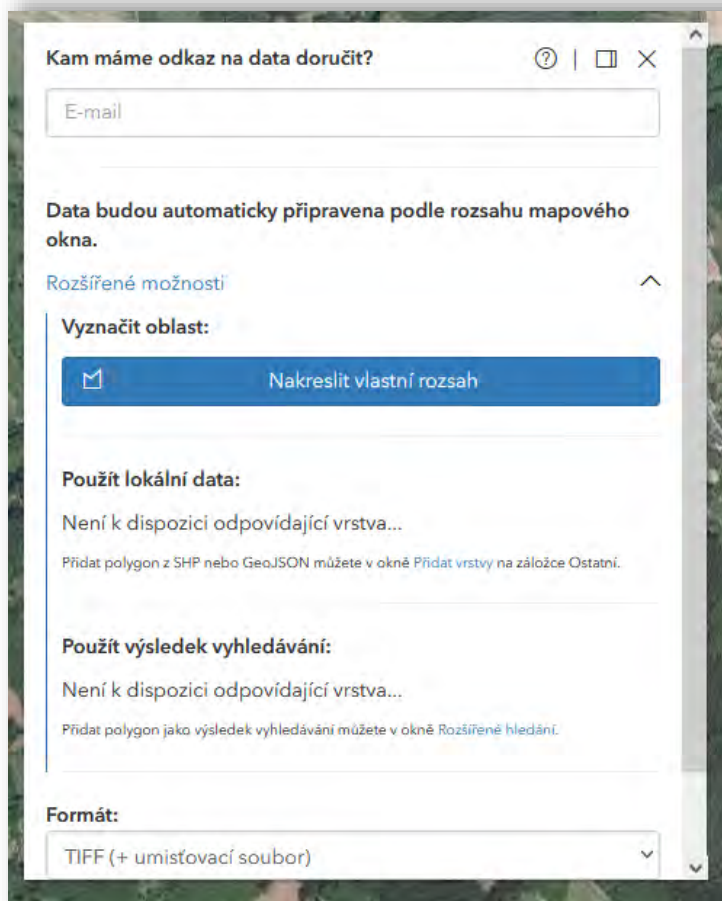 Kam máme odkaz na data doručit?
E-mail
Data budou automaticky připravena podle rozsahu mapového
okna.
Rozšířené možnosti
Vyznačit oblast:
Nakreslit vlastní rozsah
Použít lokální data:
Není k dispozici odpovídající vrstva...
Přidat polygon z SHP nebo GeoJSON můžete v okně Přidat vrstvy na záložce Ostatní.
Použít výsledek vyhledávání:
Není k dispozici odpovídající vrstva...
Přidat polygon jako výsledek vyhledávání můžete v okně Rozšířené hledání.
Formát:
TIFF (+ umisťovací soubor)